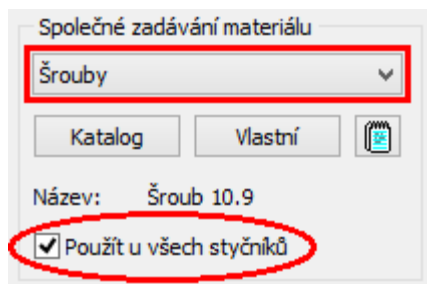 Společné zadávání materiálu
Šrouby
Katalog Vlastní
Název: Šroub 10.9
Použít u všech styčníků